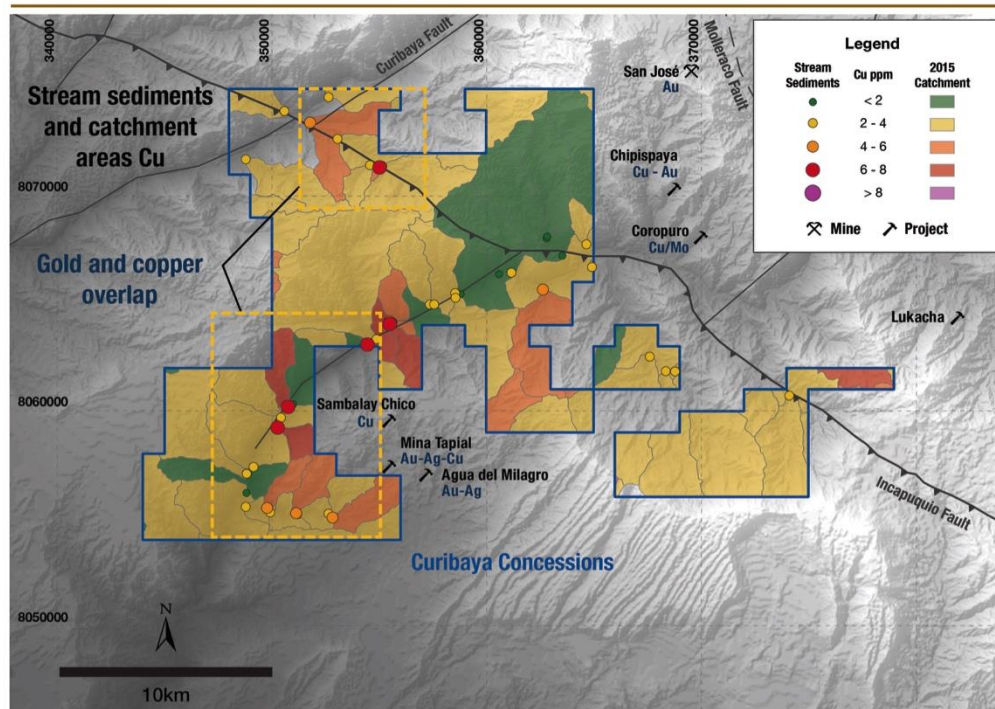 340000
350000
360000
370000
Curibaya Fault
Molleraco Fault
Stream sediments
and catchment
areas Cu
San José
Au
Legend
Stream
Sediments
Cu ppm
2015
Catchment
< 2
2 - 4
4 - 6
6 - 8
> 8
Mine
Project
8070000
Chipispaya
Cu - Au
Coropuro
Cu/Mo
Gold and copper
overlap
Lukacha
8060000
Sambalay Chico
Cu
Mina Tapial
Au-Ag-Cu
Agua del Milagro
Au-Ag
Incapuquio Fault
Curibaya Concessions
8050000
N
10km